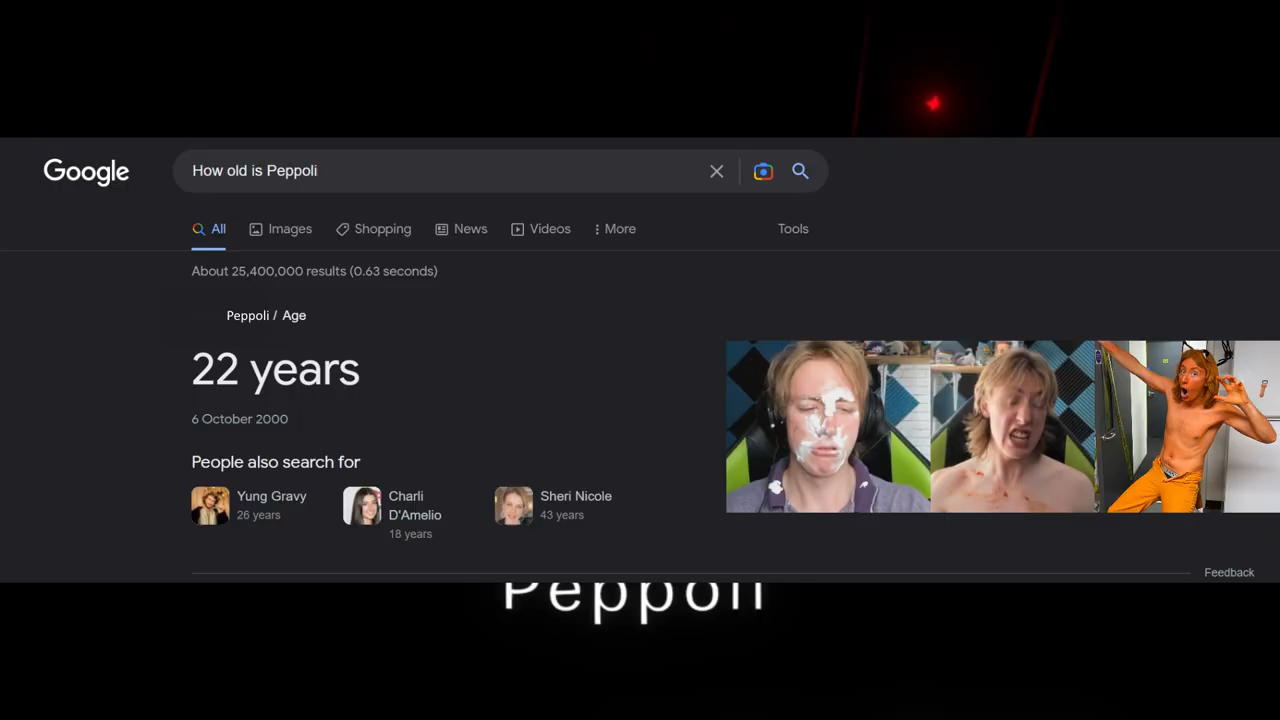 Google
How old is Peppoli
All Images Shopping News Videos More Tools
About 25,400,000 results (0.63 seconds)
Peppoli / Age
22 years
6 October 2000
People also search for
Yung Gravy
26 years
Charli
D'Amelio
18 years
Sheri Nicole
43 years
Feedback
Peppoli